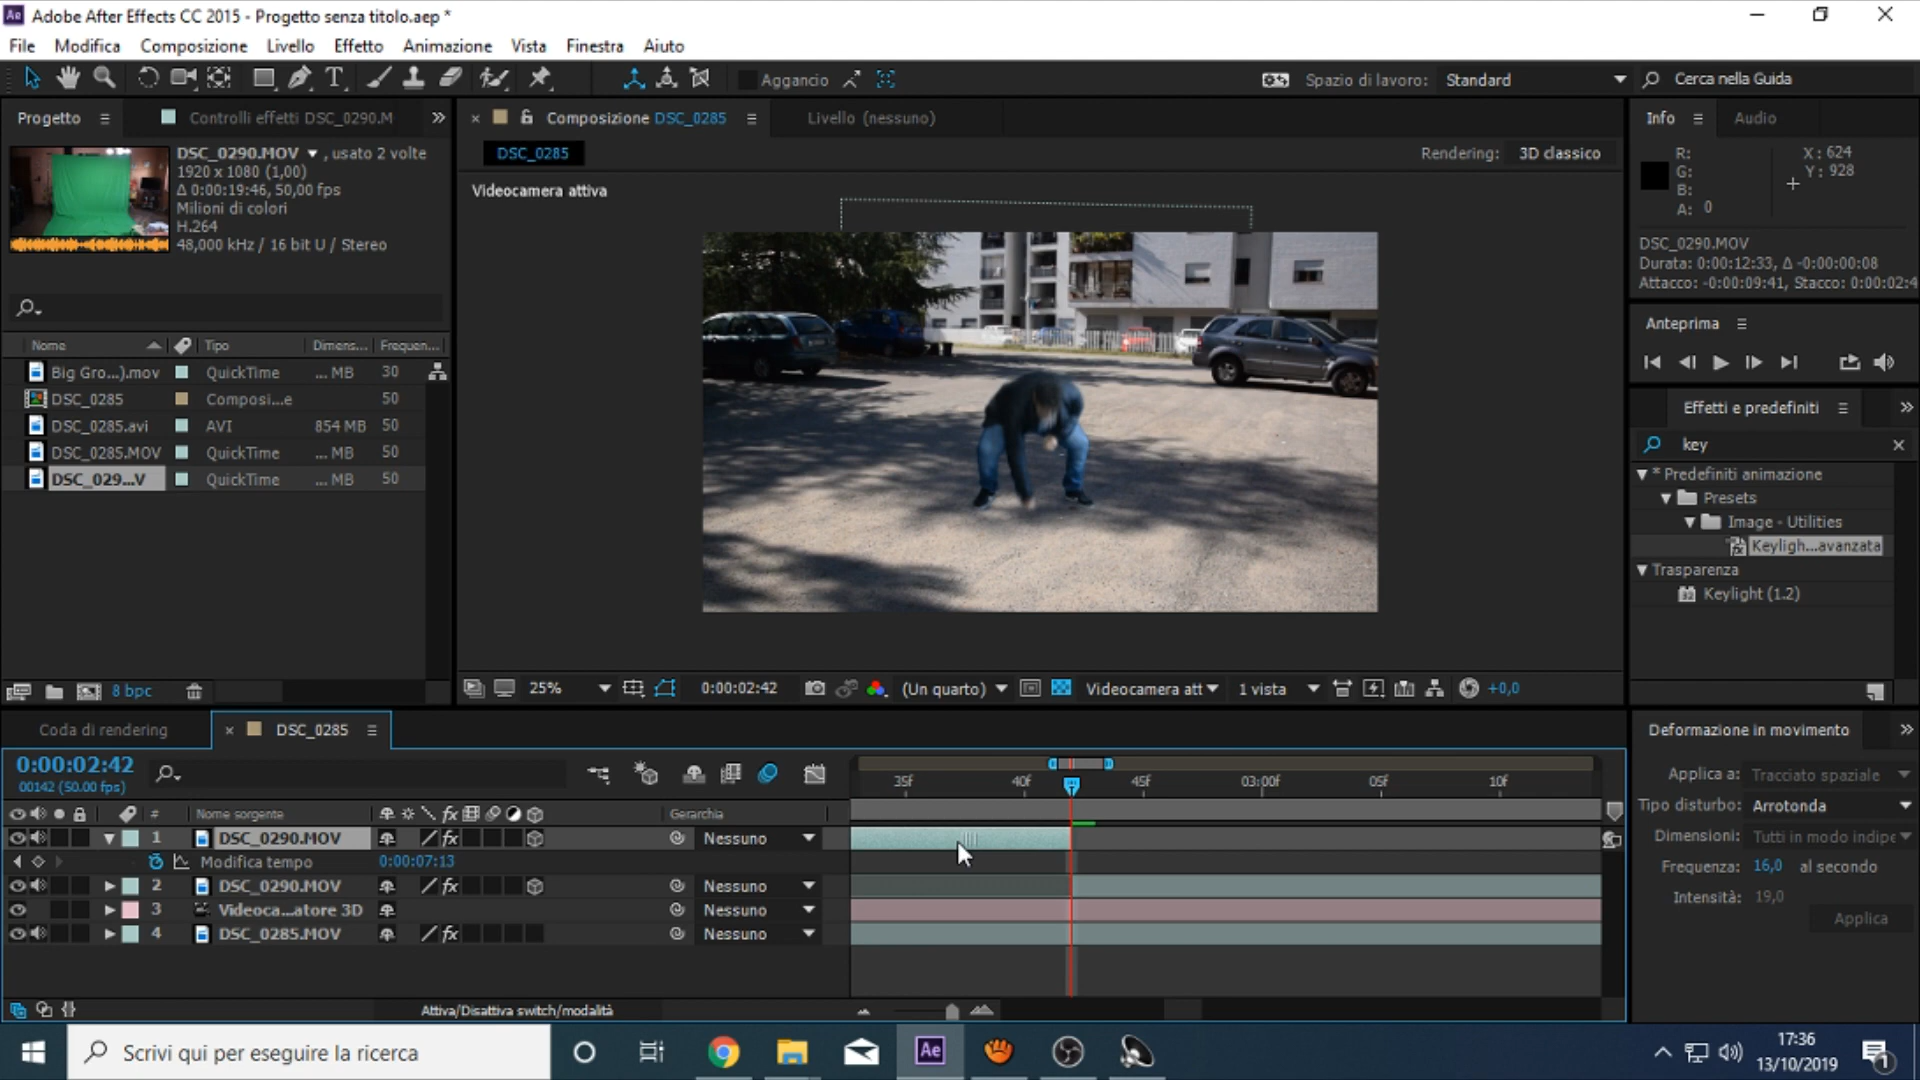 Adobe After Effects CC 2015 - Progetto senza titolo.aep *
File Modifica Composizione Livello Effetto Animazione Vista Finestra Aiuto
Aggancio
Spazio di lavoro: Standard
Cerca nella Guida
Progetto
Controlli effetti DSC_0290.M
DSC_0290.MOV ▼ , usato 2 volte
1920 x 1080 (1,00)
Δ 0:00:19:46, 50,00 fps
Milioni di colori
H.264
48,000 kHz / 16 bit U / Stereo
Nome Tipo Dimens... Frequen...
Big Gro...).mov QuickTime ... MB 30
DSC_0285 Composi...e 50
DSC_0285.avi AVI 854 MB 50
DSC_0285.MOV QuickTime ... MB 50
DSC_029...V QuickTime ... MB 50
8 bpc
Composizione DSC_0285
Livello (nessuno)
DSC_0285
Rendering: 3D classico
Videocamera attiva
25% 0:00:02:42 (Un quarto) Videocamera att 1 vista +0,0
Info Audio
R: X: 624
G: Y: 928
B:
A: 0
DSC_0290.MOV
Durata: 0:00:12:33, Δ -0:00:00:08
Attacco: -0:00:09:41, Stacco: 0:00:02:4
Anteprima
Effetti e predefiniti
key
* Predefiniti animazione
Presets
Image - Utilities
Keyligh...avanzata
Trasparenza
Keylight (1.2)
Coda di rendering
DSC_0285
0:00:02:42
00142 (50.00 fps)
35f 40f 45f 03:00f 05f 10f
# Nome sorgente fx Gerarchia
1 DSC_0290.MOV fx Nessuno
Modifica tempo 0:00:07:13
2 DSC_0290.MOV fx Nessuno
3 Videoca...atore 3D Nessuno
4 DSC_0285.MOV fx Nessuno
Attiva/Disattiva switch/modalità
Deformazione in movimento
Applica a: Tracciato spaziale
Tipo disturbo: Arrotonda
Dimensioni: Tutti in modo indipe
Frequenza: 16,0 al secondo
Intensità: 19,0
Applica
Scrivi qui per eseguire la ricerca
Ae
17:36
13/10/2019
1